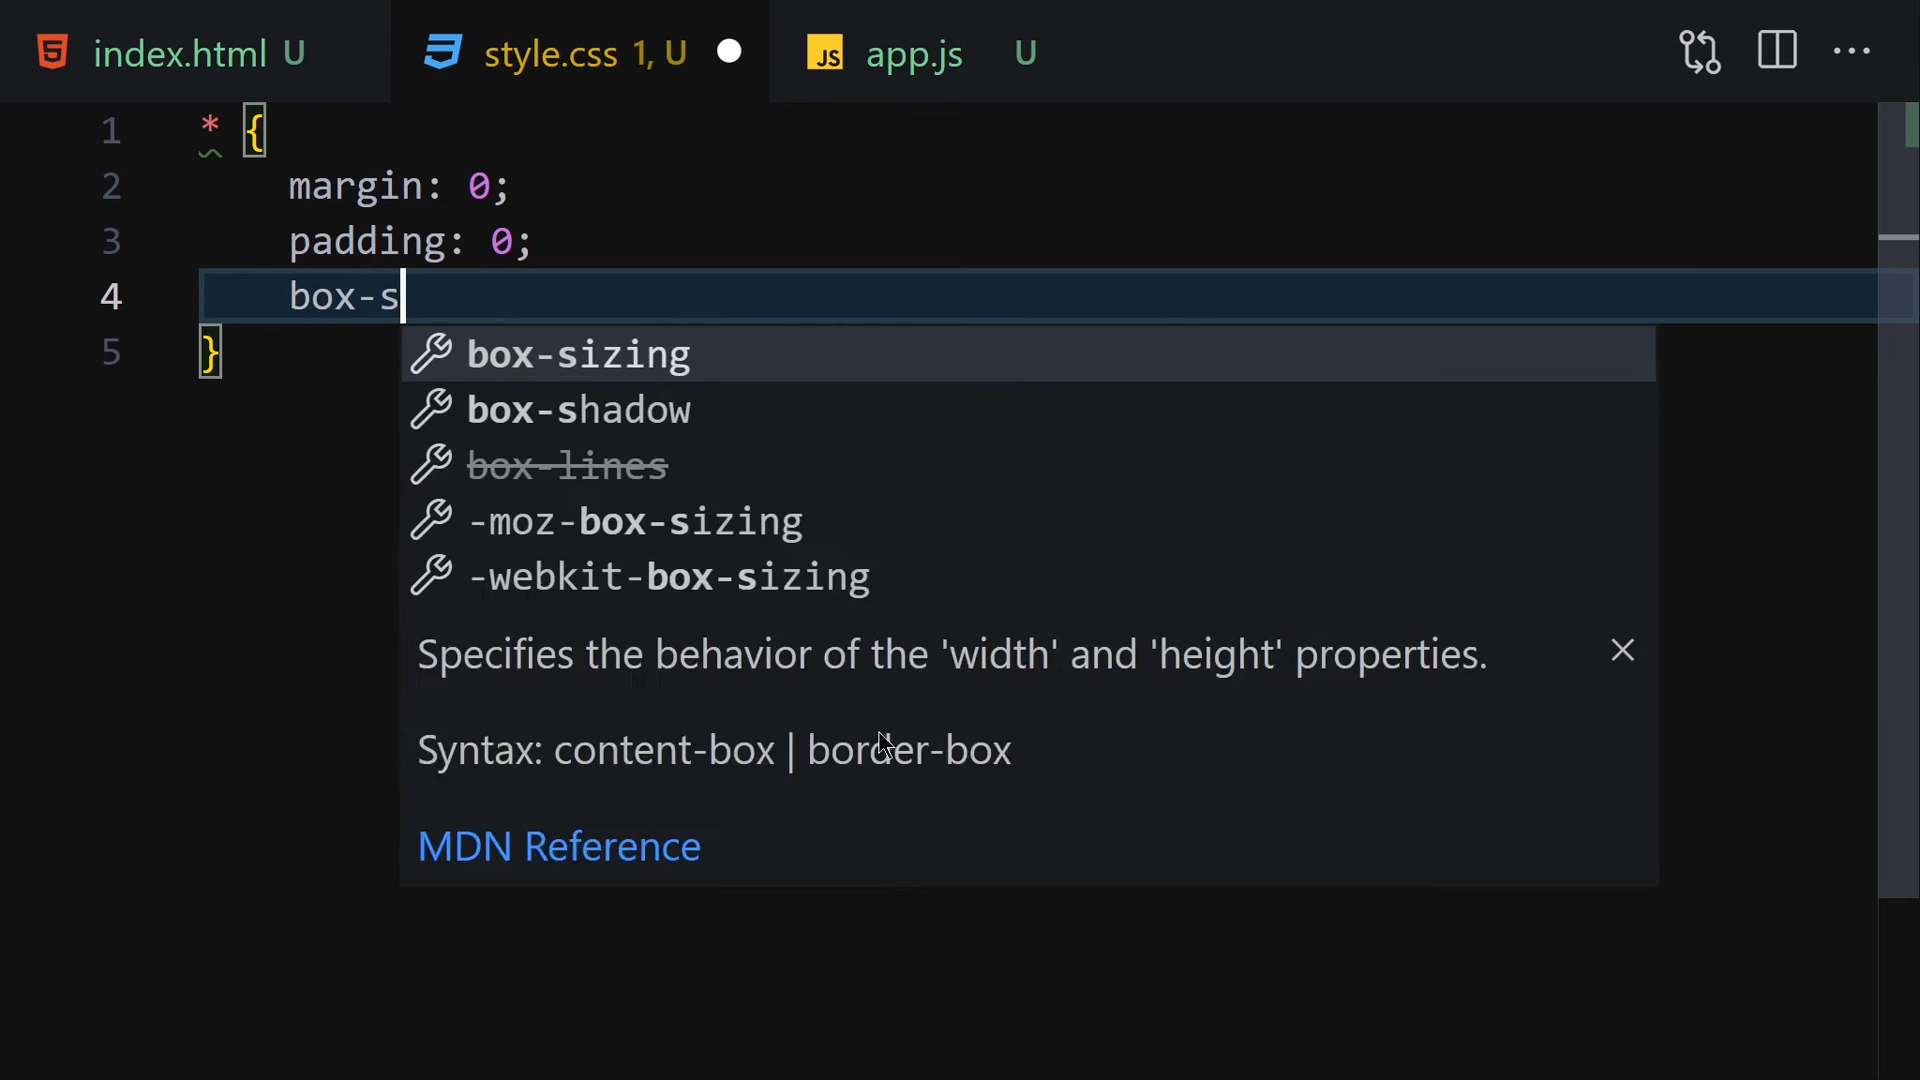 index.html U style.css 1, U app.js U
1 * {
2 margin: 0;
3 padding: 0;
4 box-s
5 }
box-sizing
box-shadow
box-lines
-moz-box-sizing
-webkit-box-sizing
Specifies the behavior of the 'width' and 'height' properties.
Syntax: content-box | border-box
MDN Reference